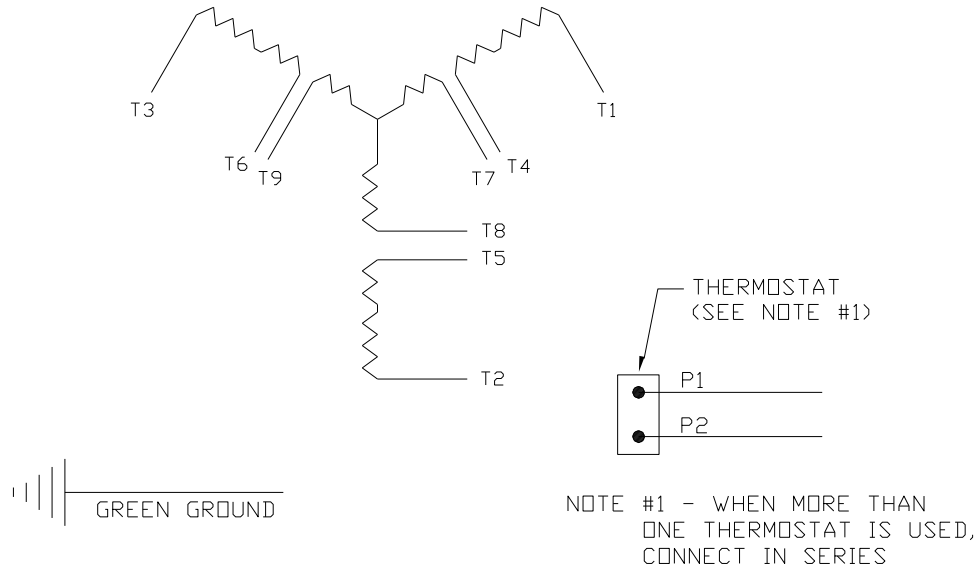 T3
T1
T6
T9
T7
T4
T8
T5
THERMOSTAT
(SEE NOTE #1)
T2
P1
P2
GREEN GROUND
NOTE #1 - WHEN MORE THAN
ONE THERMOSTAT IS USED,
CONNECT IN SERIES